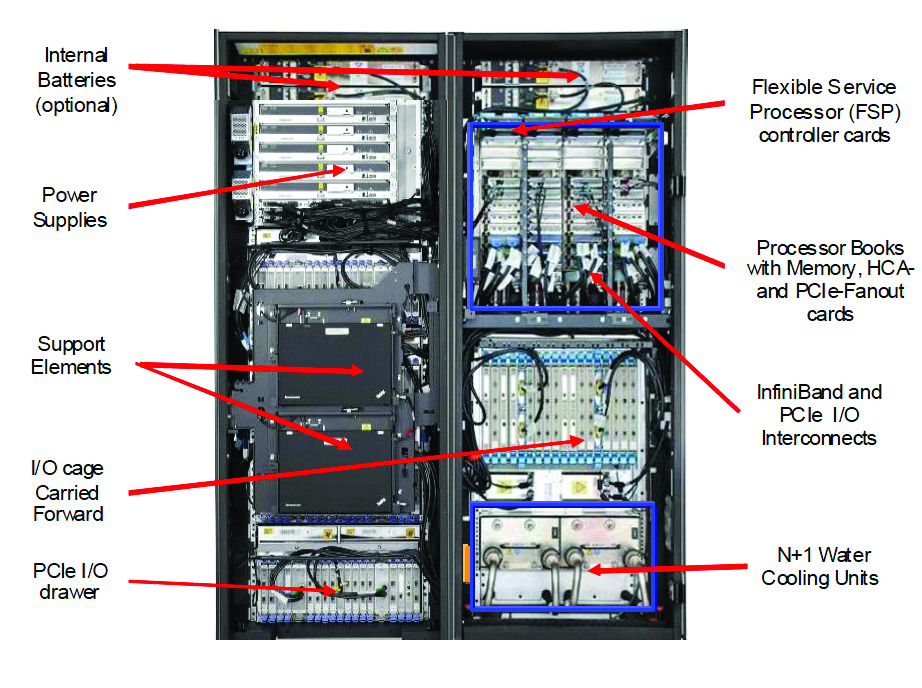 Internal
Batteries
(optional)
Power
Supplies
Support
Elements
I/O cage
Carried
Forward
PCIe I/O
drawer
Flexible Service
Processor (FSP)
controller cards
Processor Books
with Memory, HCA-
and PCIe-Fanout
cards
InfiniBand and
PCIe I/O
Interconnects
N+1 Water
Cooling Units